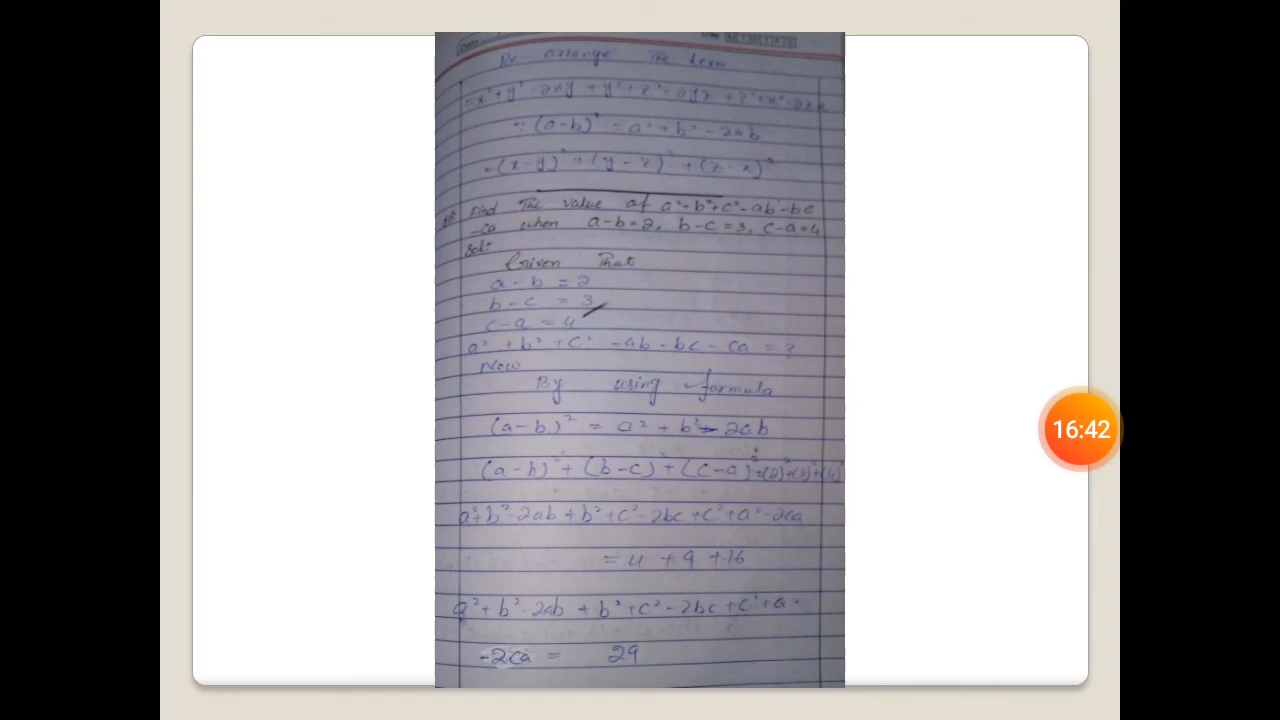 Re-arrange The term
= x² + y² - 2xy + y² + z² - 2yz + z² + x² - 2zx
∵ (a-b)² = a² + b² - 2ab
= (x-y)² + (y-z)² + (z-x)²
Find The value of a² + b² + c² - ab - bc
-ca when a-b=2, b-c=3, c-a=4
Sol:
Given That
a - b = 2
b - c = 3
c - a = 4
a² + b² + c² - ab - bc - ca = ?
Now
By using formula
(a-b)² = a² + b² - 2ab
(a-b)² + (b-c)² + (c-a)² = (2)² + (3)² + (4)²
a² + b² - 2ab + b² + c² - 2bc + c² + a² - 2ca
= 4 + 9 + 16
a² + b² - 2ab + b² + c² - 2bc + c² + a²
-2ca = 29
16:42